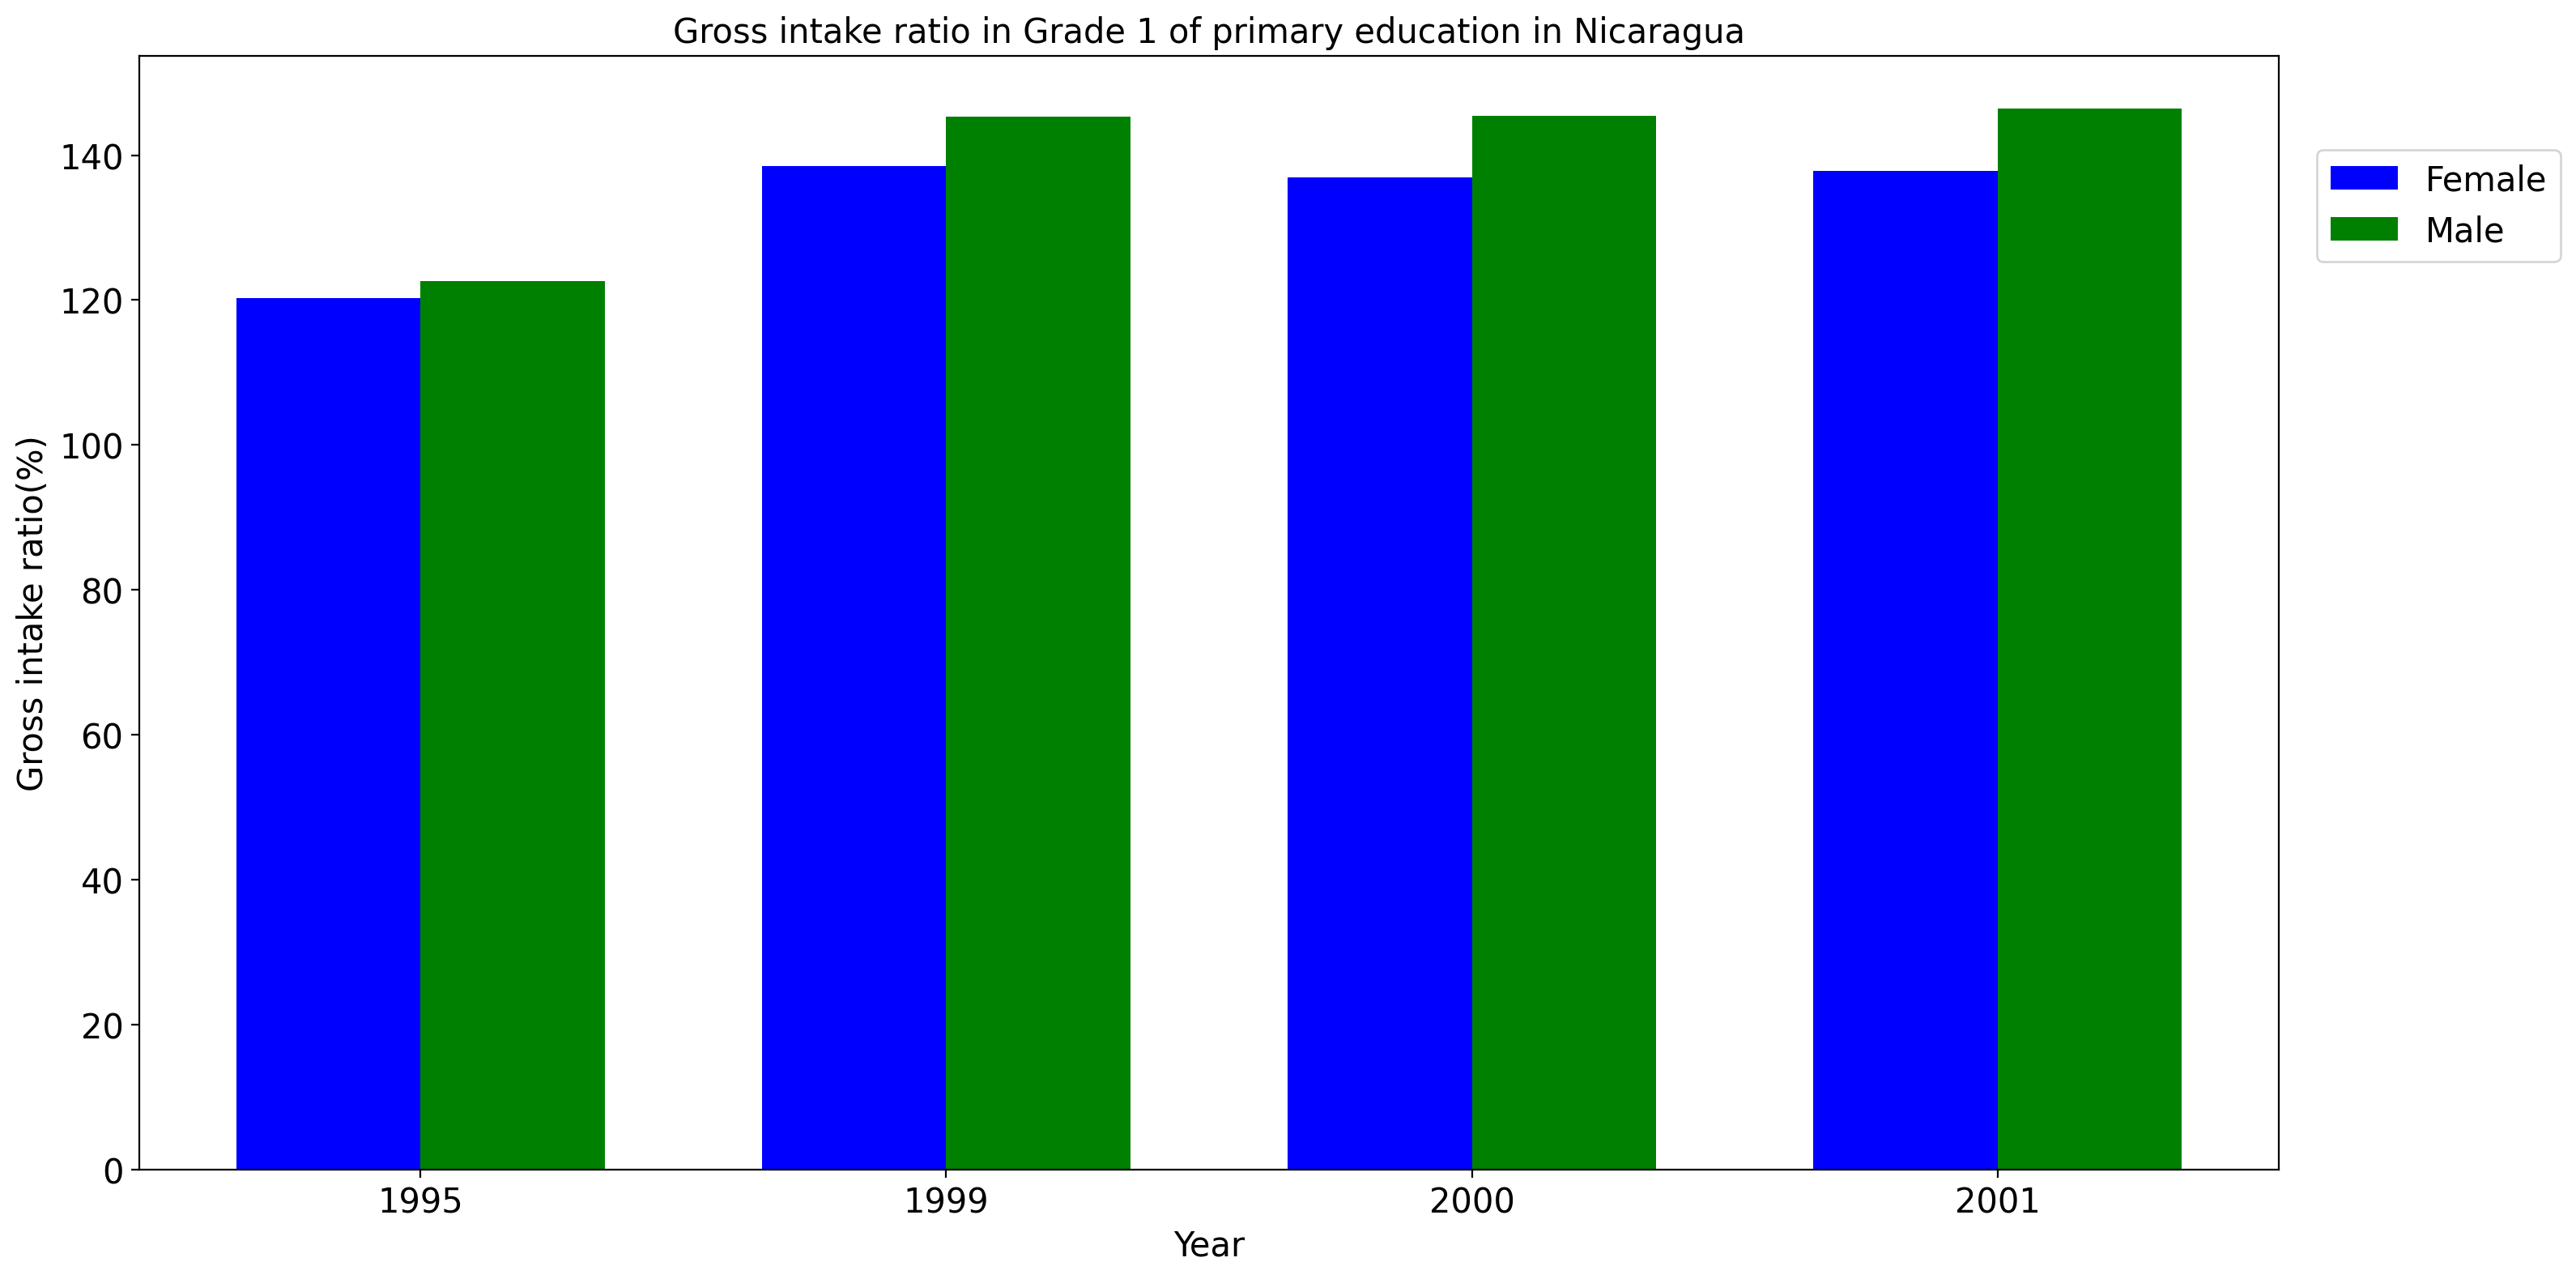 Gross intake ratio in Grade 1 of primary education in Nicaragua
Gross intake ratio(%)
140
120
100
80
60
40
20
0
1995 1999 2000 2001
Year
Female
Male